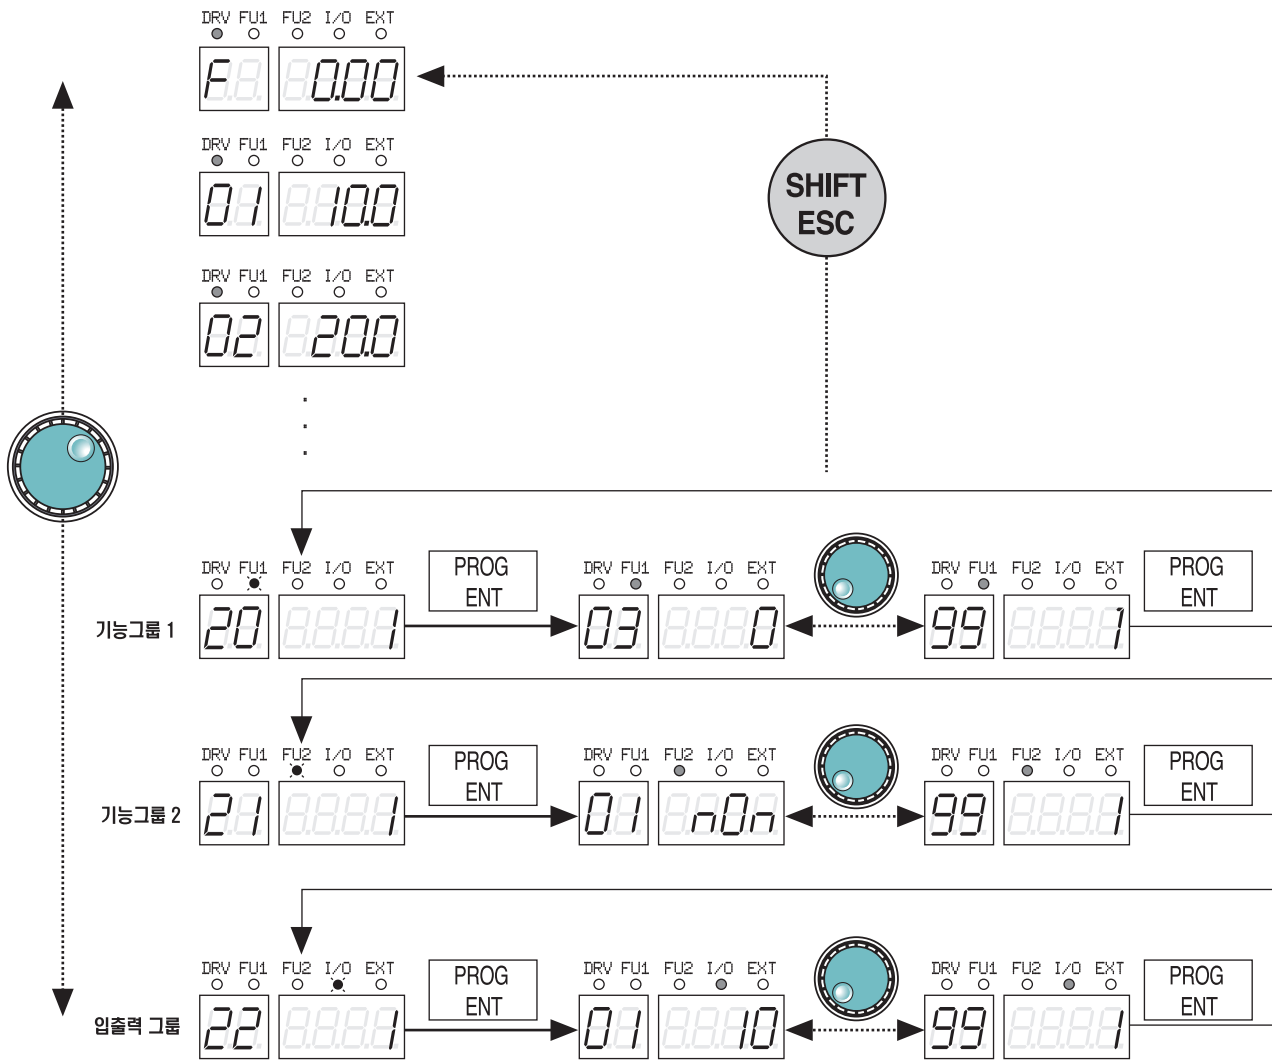 DRV FU1 FU2 I/O EXT
F 0.00
DRV FU1 FU2 I/O EXT
01 10.0
SHIFT
ESC
DRV FU1 FU2 I/O EXT
02 20.0
DRV FU1 FU2 I/O EXT
PROG
ENT
DRV FU1 FU2 I/O EXT
DRV FU1 FU2 I/O EXT
PROG
ENT
기능그룹 1
20 1
03 0
99 1
DRV FU1 FU2 I/O EXT
PROG
ENT
DRV FU1 FU2 I/O EXT
DRV FU1 FU2 I/O EXT
PROG
ENT
기능그룹 2
21 1
01 n0n
99 1
DRV FU1 FU2 I/O EXT
PROG
ENT
DRV FU1 FU2 I/O EXT
DRV FU1 FU2 I/O EXT
PROG
ENT
입출력 그룹
22 1
01 10
99 1